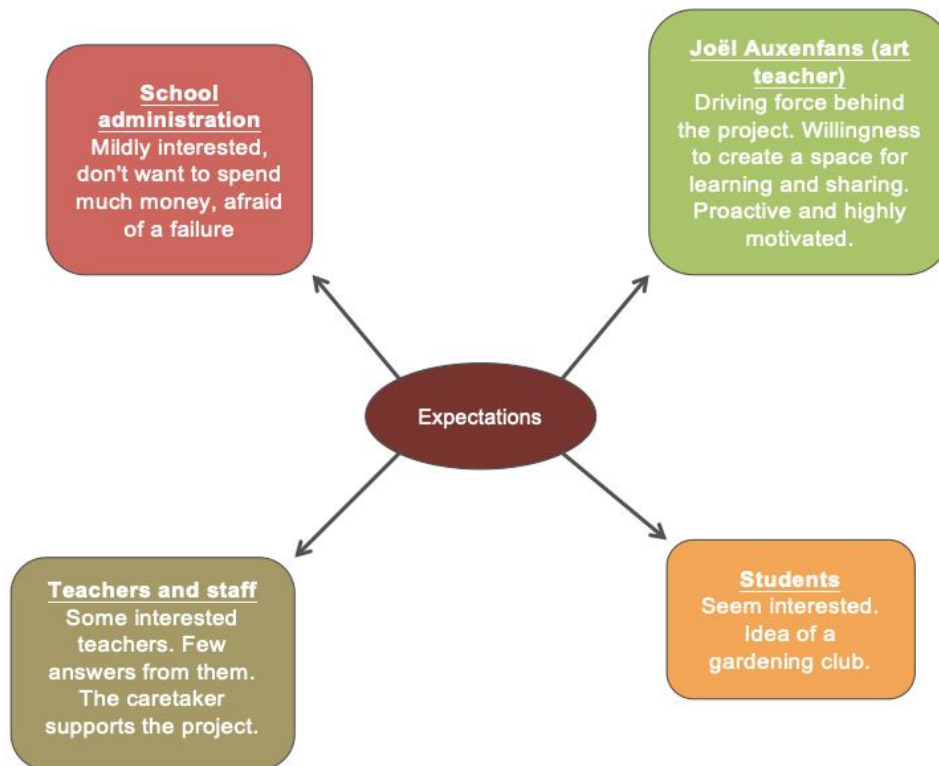 School
administration
Mildly interested,
don't want to spend
much money, afraid
of a failure
Joël Auxenfans (art
teacher)
Driving force behind
the project. Willingness
to create a space for
learning and sharing.
Proactive and highly
motivated.
Expectations
Teachers and staff
Some interested
teachers. Few
answers from them.
The caretaker
supports the project.
Students
Seem interested.
Idea of a
gardening club.